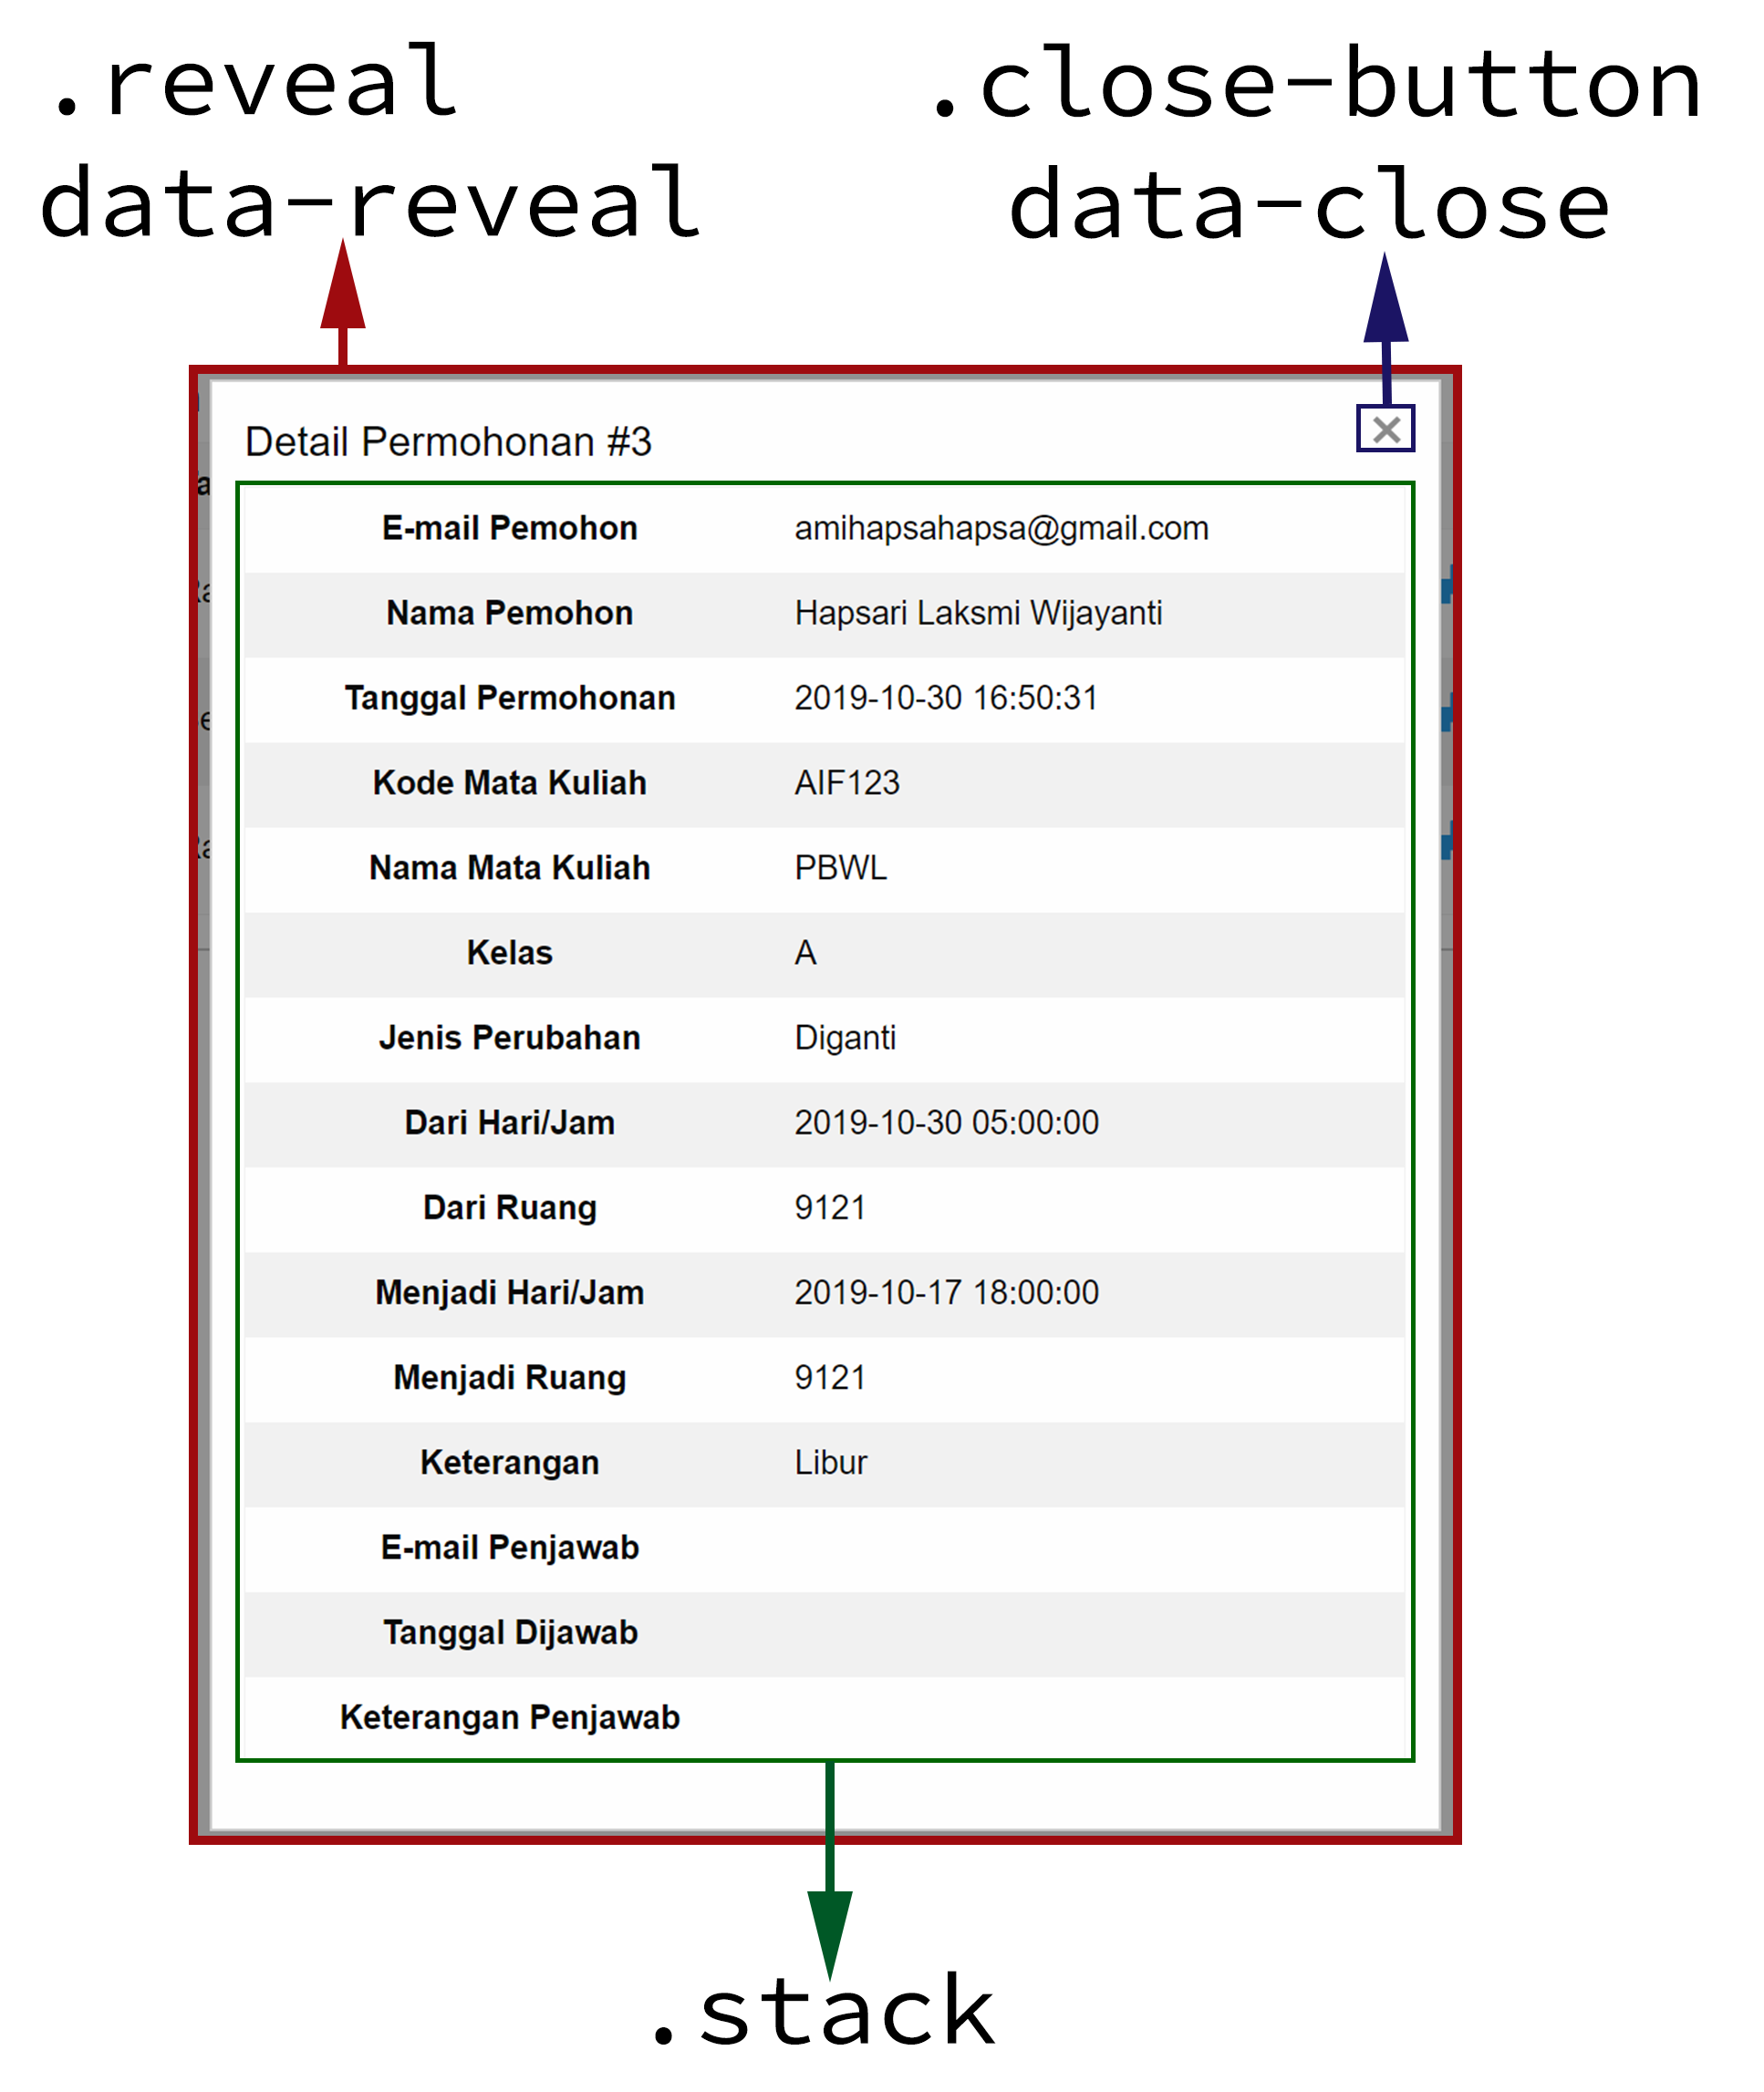 .reveal
data-reveal
.close-button
data-close
Detail Permohonan #3
E-mail Pemohon amihapsahapsa@gmail.com
Nama Pemohon Hapsari Laksmi Wijayanti
Tanggal Permohonan 2019-10-30 16:50:31
Kode Mata Kuliah AIF123
Nama Mata Kuliah PBWL
Kelas A
Jenis Perubahan Diganti
Dari Hari/Jam 2019-10-30 05:00:00
Dari Ruang 9121
Menjadi Hari/Jam 2019-10-17 18:00:00
Menjadi Ruang 9121
Keterangan Libur
E-mail Penjawab
Tanggal Dijawab
Keterangan Penjawab
.stack